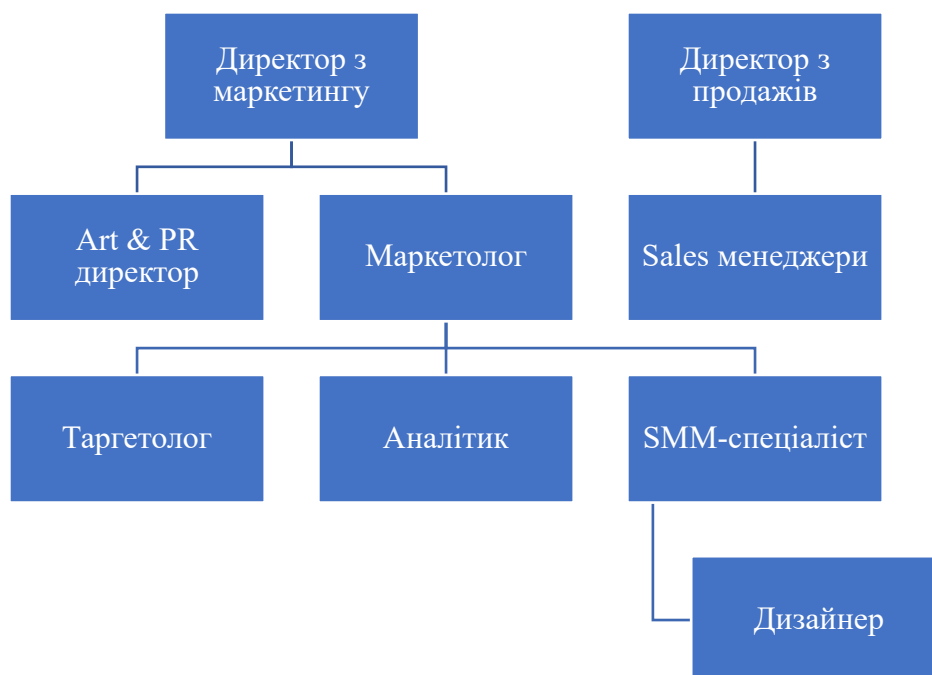 Директор з
маркетингу
Директор з
продажів
Art & PR
директор
Маркетолог
Sales менеджери
Таргетолог
Аналітик
SMM-спеціаліст
Дизайнер